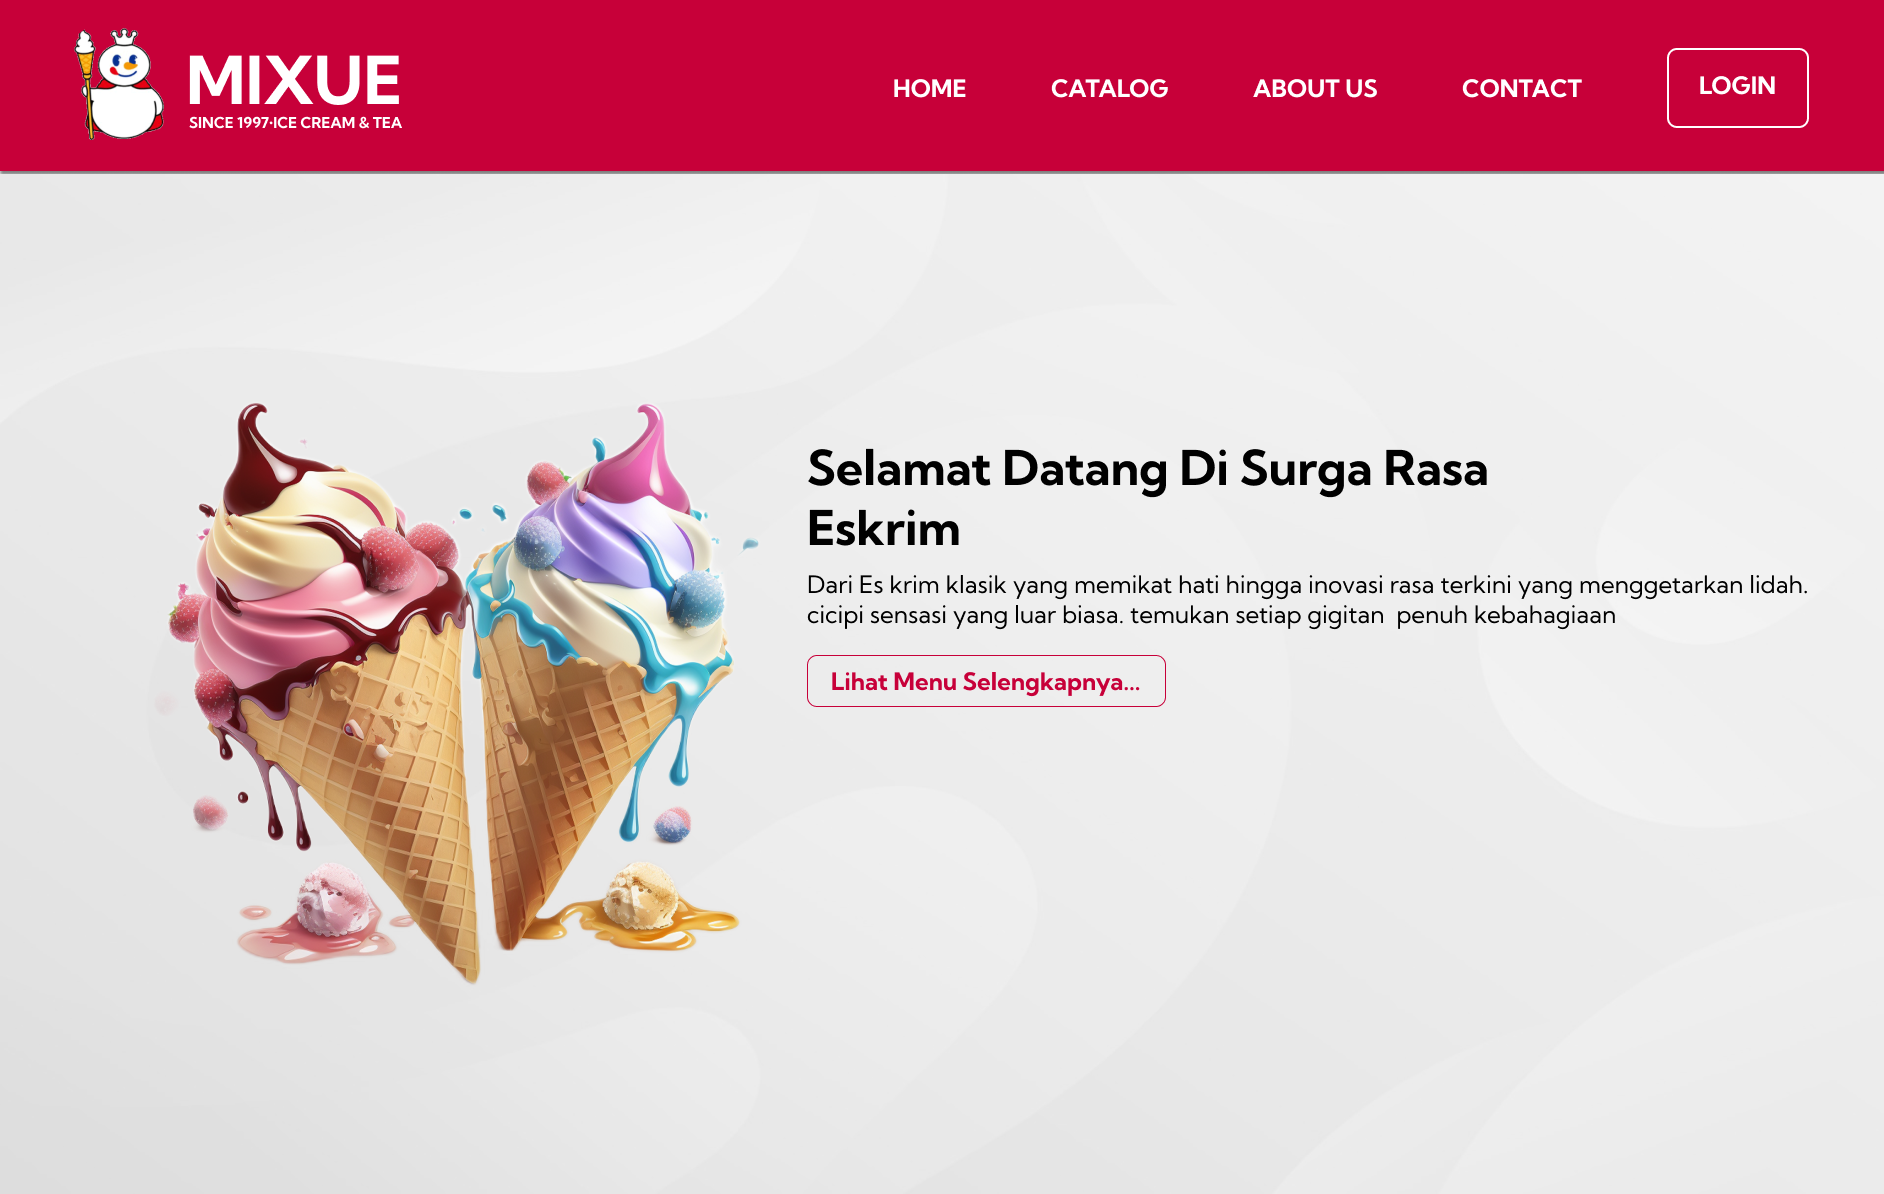 MIXUE
SINCE 1997·ICE CREAM & TEA
HOME
CATALOG
ABOUT US
CONTACT
LOGIN
Selamat Datang Di Surga Rasa
Eskrim
Dari Es krim klasik yang memikat hati hingga inovasi rasa terkini yang menggetarkan lidah.
cicipi sensasi yang luar biasa. temukan setiap gigitan  penuh kebahagiaan
Lihat Menu Selengkapnya...